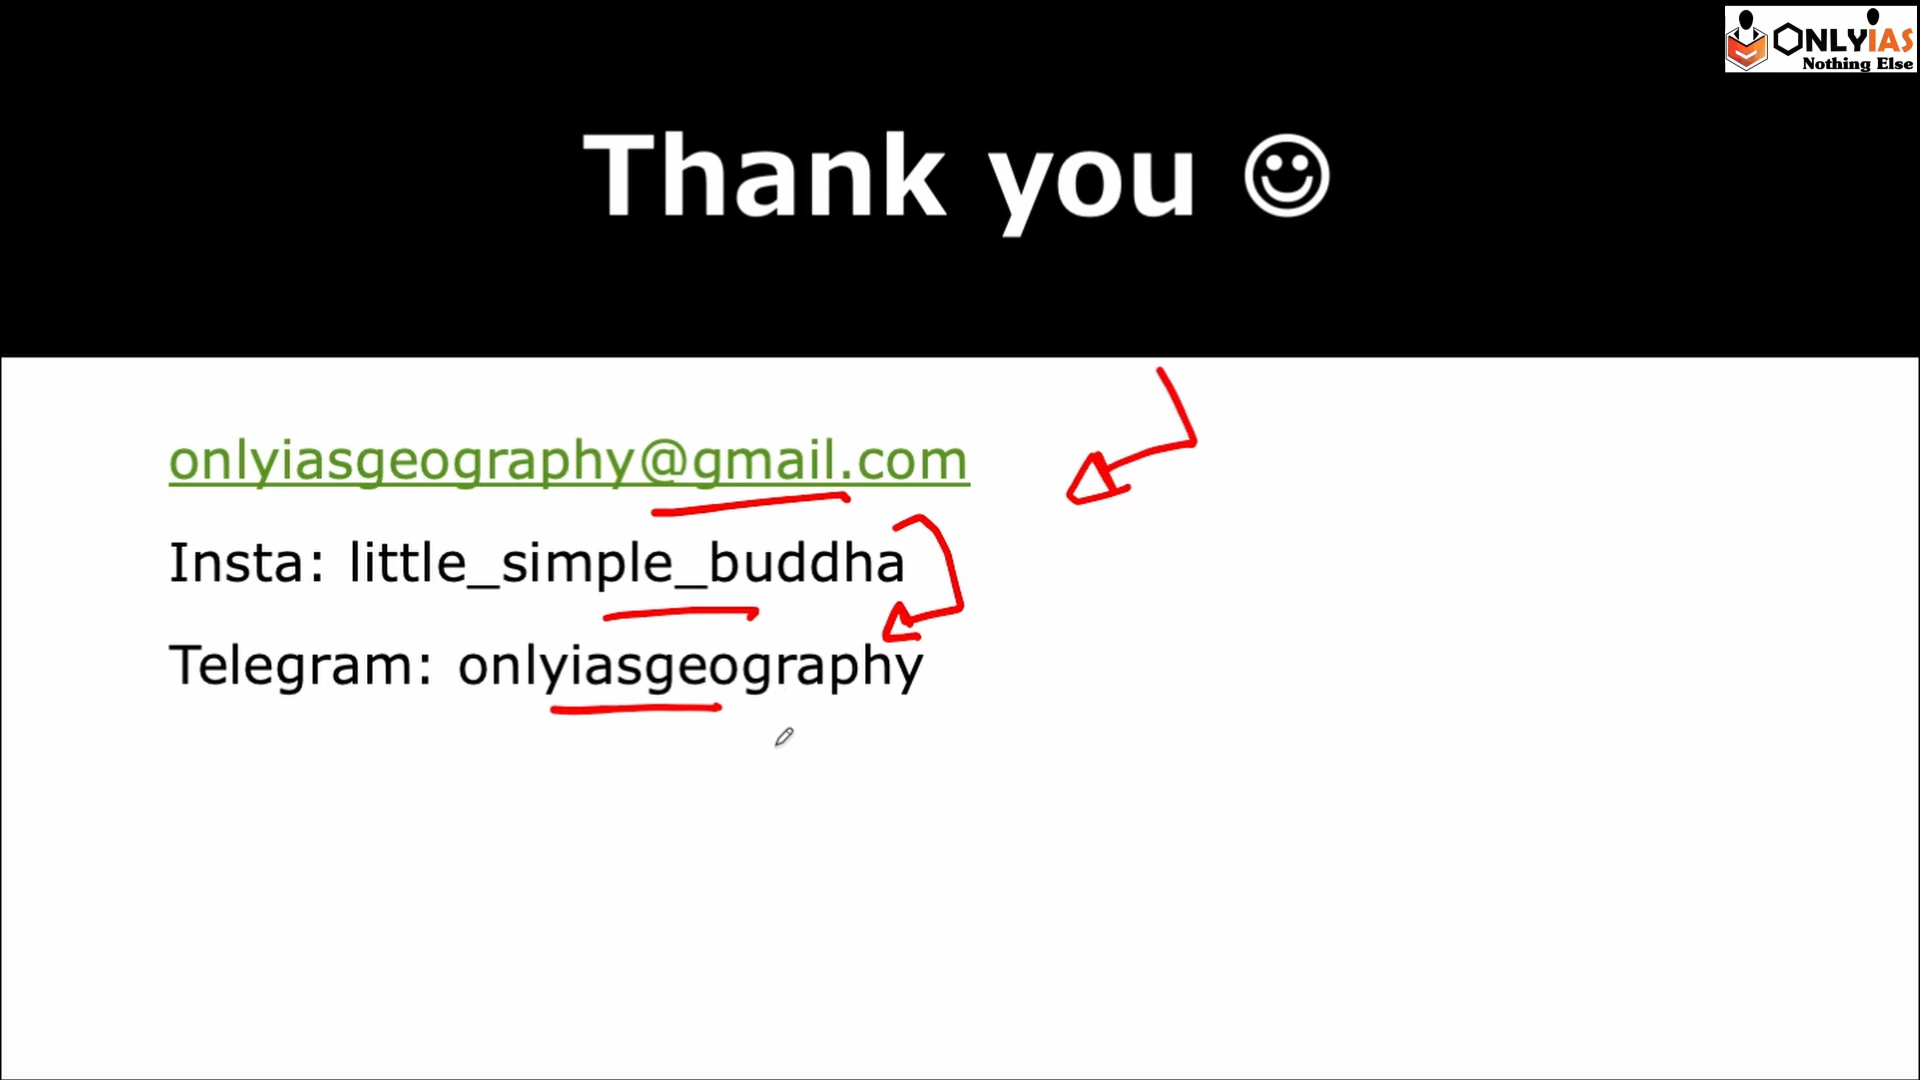 ONLYIAS
Nothing Else
Thank you ☺
onlyiasgeography@gmail.com
Insta: little_simple_buddha
Telegram: onlyiasgeography